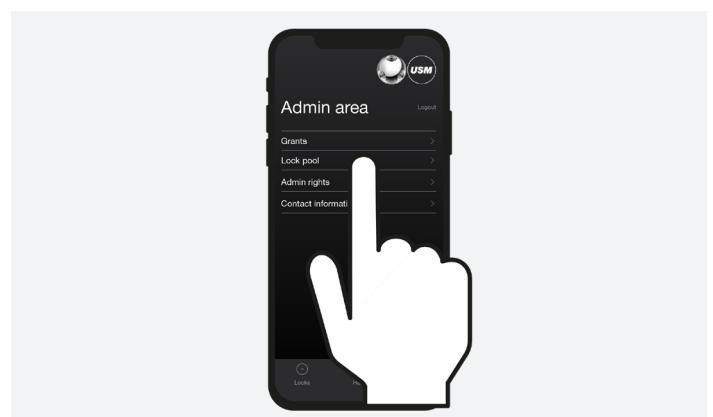 USM
Admin area
Logout
Grants
Lock pool
Admin rights
Contact informati
Locks